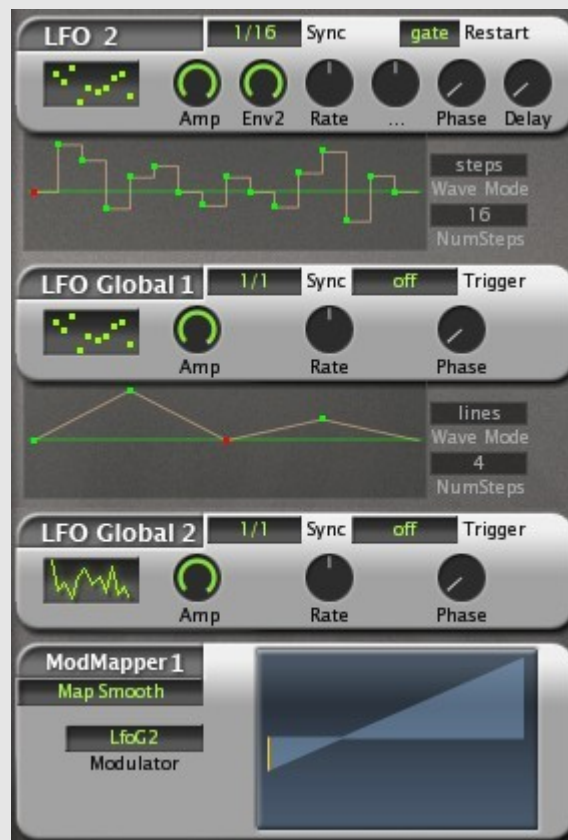 LFO 2 1/16 Sync gate Restart
Amp Env2 Rate ... Phase Delay
steps
Wave Mode
16
NumSteps
LFO Global 1 1/1 Sync off Trigger
Amp Rate Phase
lines
Wave Mode
4
NumSteps
LFO Global 2 1/1 Sync off Trigger
Amp Rate Phase
ModMapper 1
Map Smooth
LfoG2
Modulator